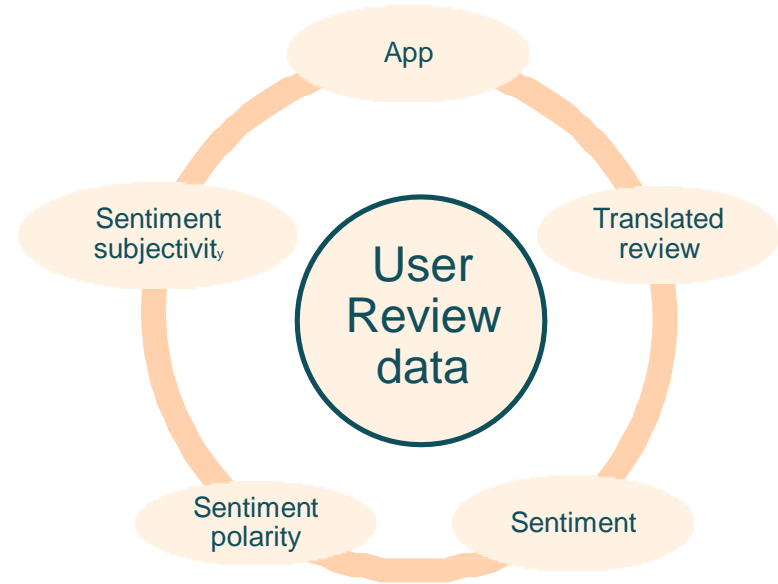 App
Sentiment
subjectivity
Translated
review
User
Review
data
Sentiment
polarity
Sentiment